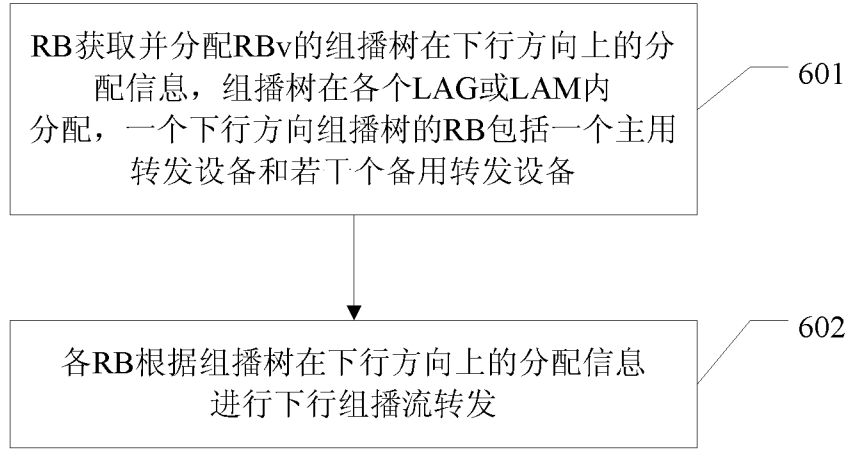 RB获取并分配RBv的组播树在下行方向上的分
配信息，组播树在各个LAG或LAM内
分配，一个下行方向组播树的RB包括一个主用
转发设备和若干个备用转发设备
601
各RB根据组播树在下行方向上的分配信息
进行下行组播流转发
602